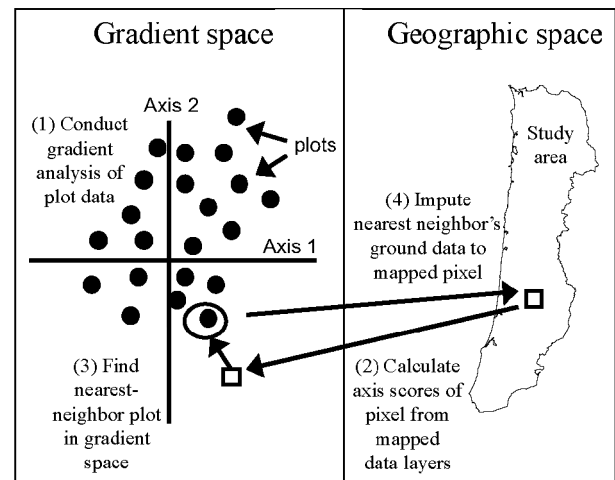 Gradient space
Geographic space
Axis 2
(1) Conduct
gradient
analysis of
plot data
plots
Study
area
(4) Impute
nearest neighbor's
ground data to
mapped pixel
Axis 1
(3) Find
nearest-
neighbor plot
in gradient
space
(2) Calculate
axis scores of
pixel from
mapped
data layers